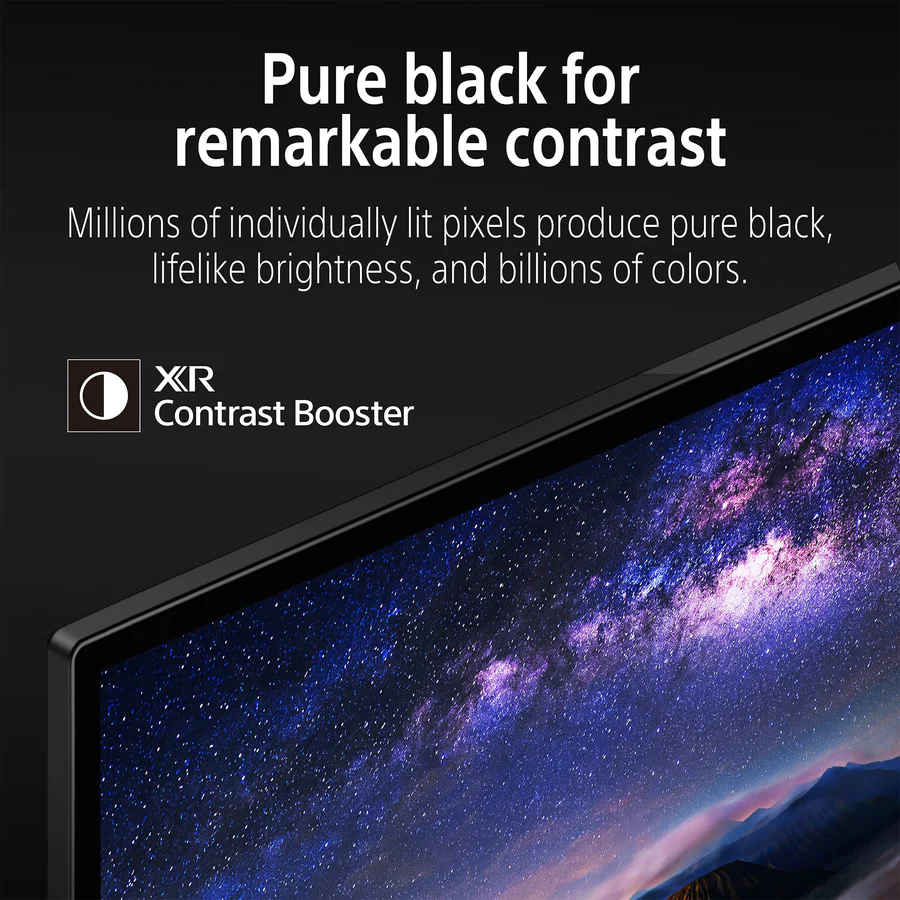 Pure black for
remarkable contrast
Millions of individually lit pixels produce pure black,
lifelike brightness, and billions of colors.
XR
Contrast Booster